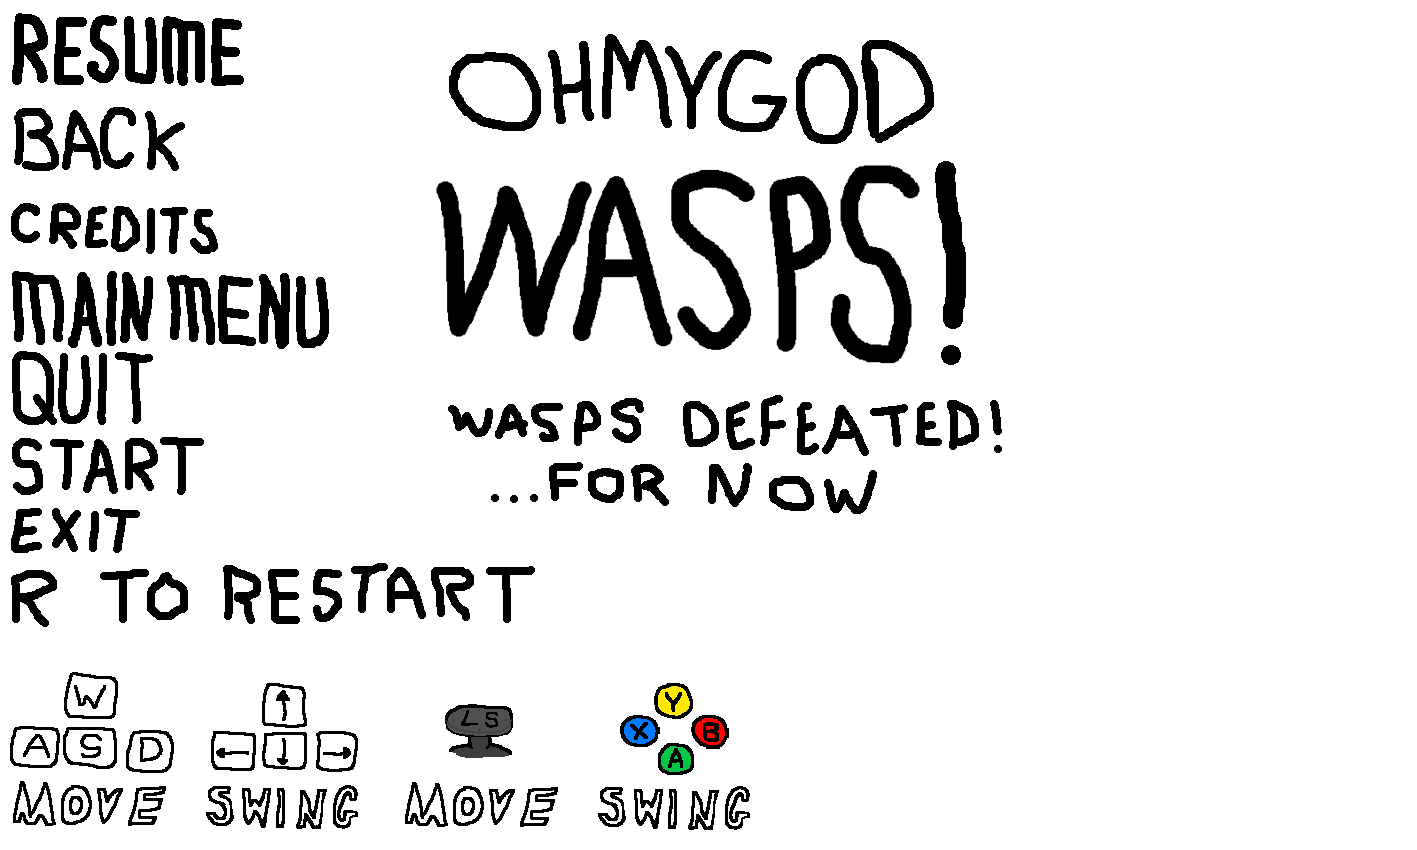 RESUME
BACK
CREDITS
MAIN MENU
QUIT
START
EXIT
R TO RESTART
OHMYGOD
WASPS!
WASPS DEFEATED!
...FOR NOW
W
A S D
MOVE
↑
← ↓ →
SWING
LS
MOVE
Y
X B
A
SWING